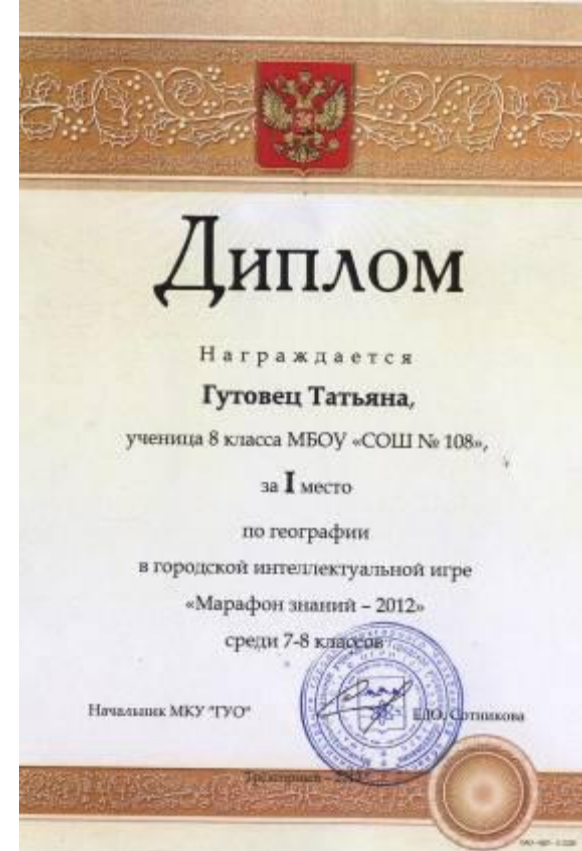 Диплом
Награждается
Гутовец Татьяна,
ученица 8 класса МБОУ «СОШ № 108»,
за I место
по географии
в городской интеллектуальной игре
«Марафон знаний – 2012»
среди 7-8 классов
Начальник МКУ "ГУО"
Е.Ю. Сотникова
Трехгорный –